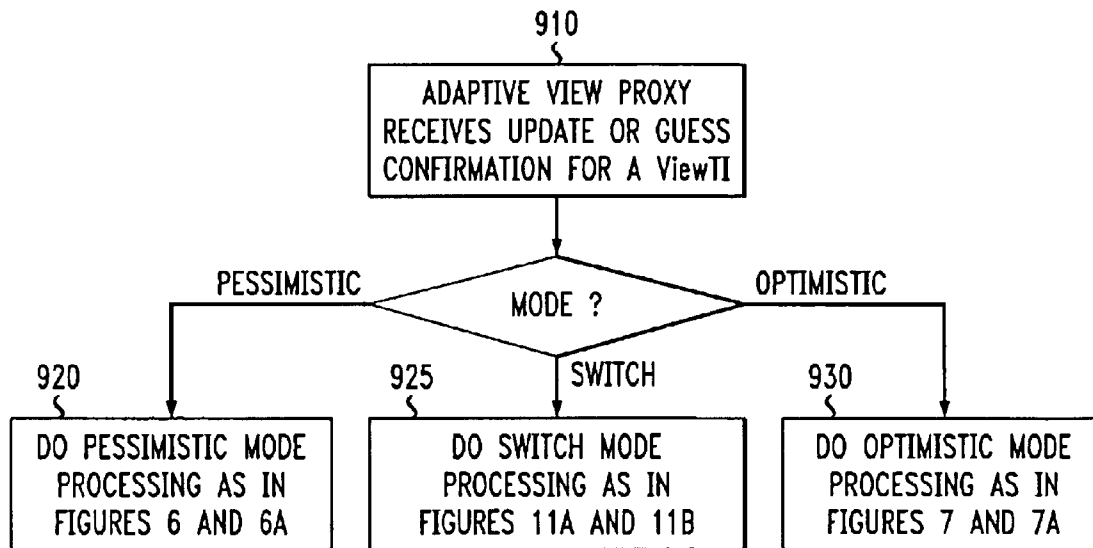 910
ADAPTIVE VIEW PROXY
RECEIVES UPDATE OR GUESS
CONFIRMATION FOR A ViewTI
PESSIMISTIC
MODE ?
OPTIMISTIC
SWITCH
920
DO PESSIMISTIC MODE
PROCESSING AS IN
FIGURES 6 AND 6A
925
DO SWITCH MODE
PROCESSING AS IN
FIGURES 11A AND 11B
930
DO OPTIMISTIC MODE
PROCESSING AS IN
FIGURES 7 AND 7A